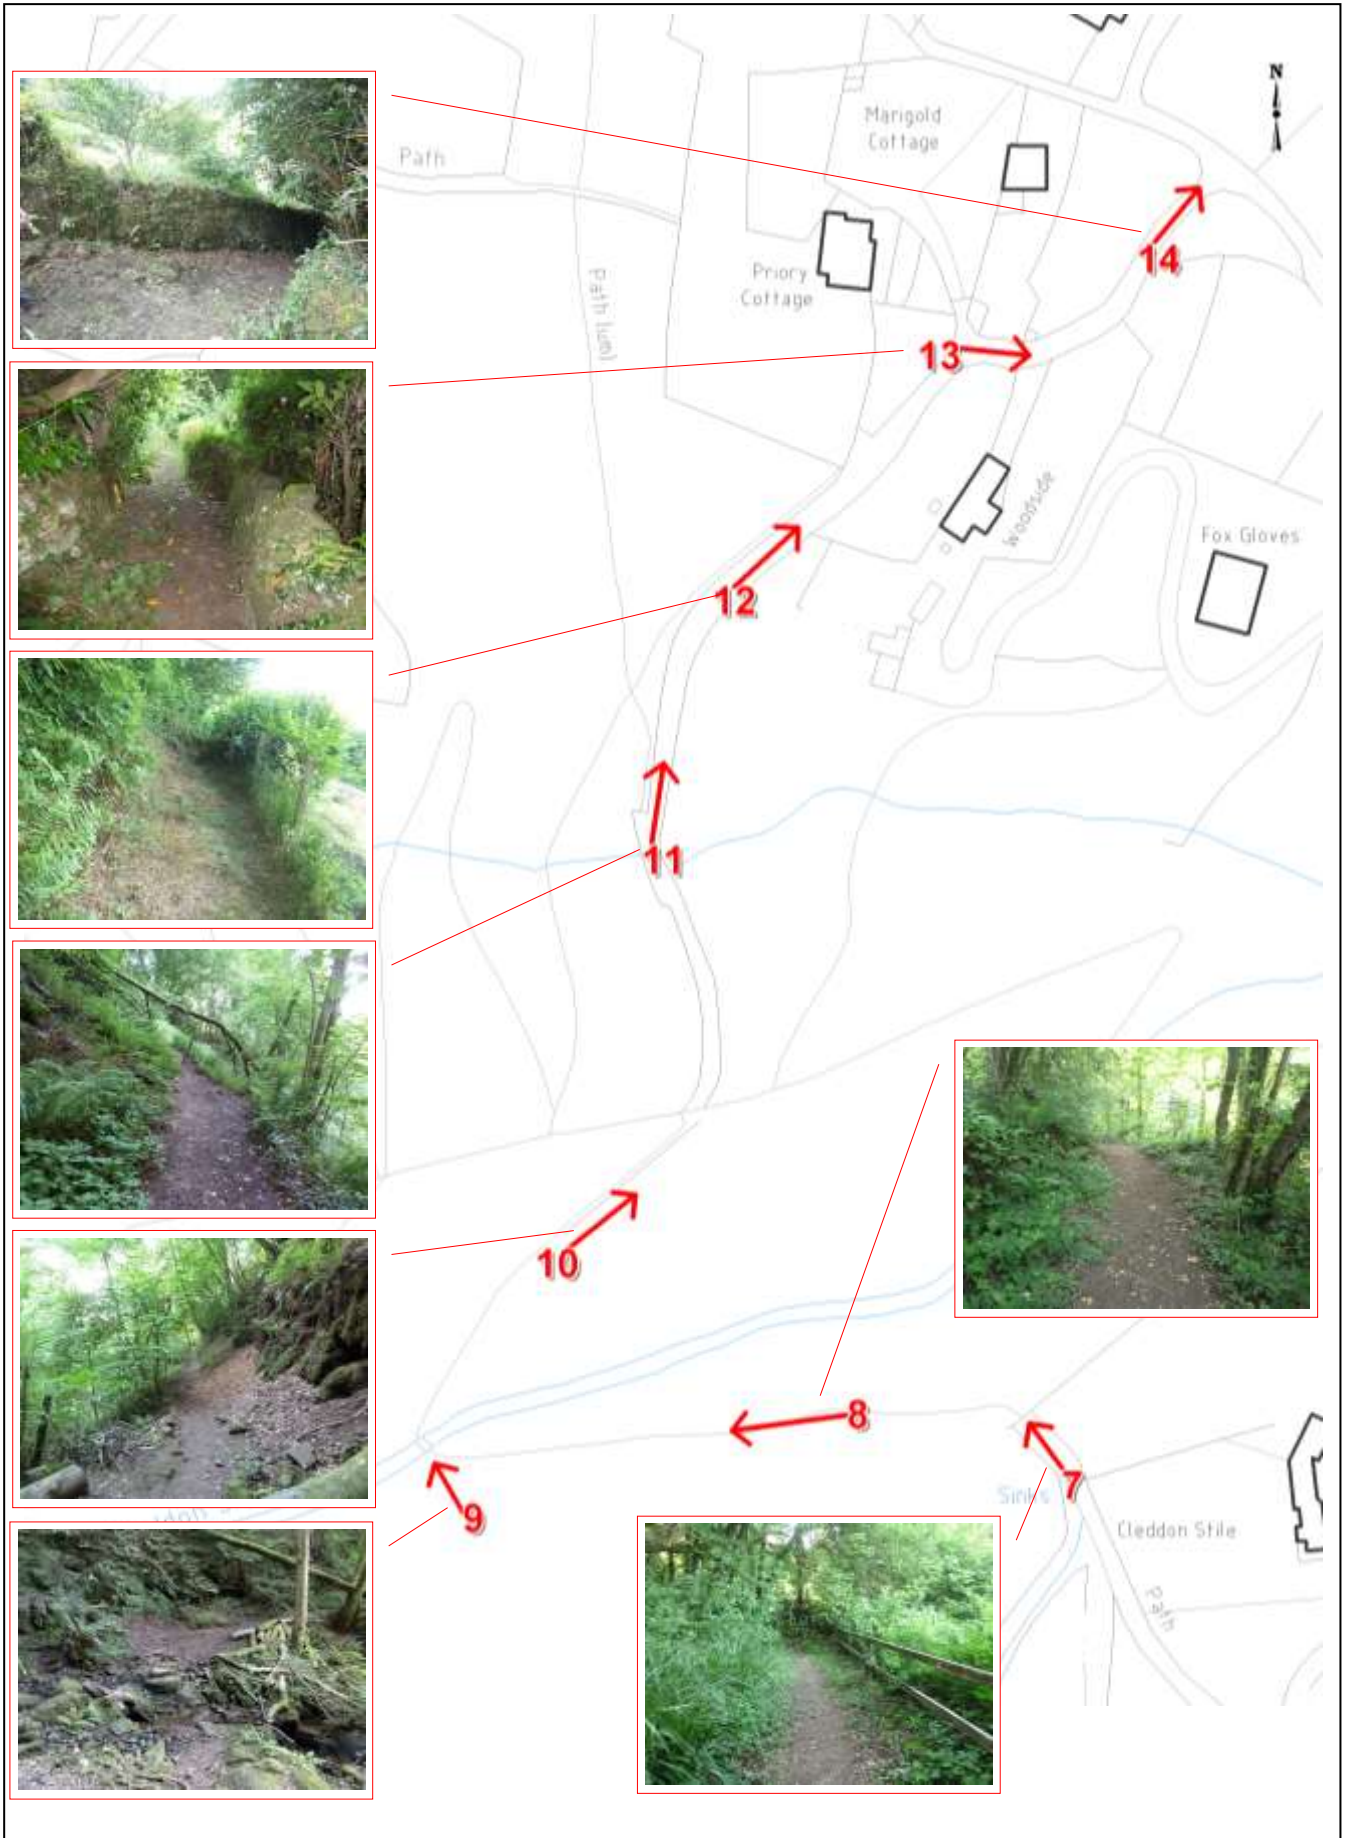 N
Marigold
Cottage
Path
14
Priory
Cottage
Path (um)
13
Woodside
Fox Gloves
12
11
10
8
7
Sinks
9
Cleddon Stile
Path